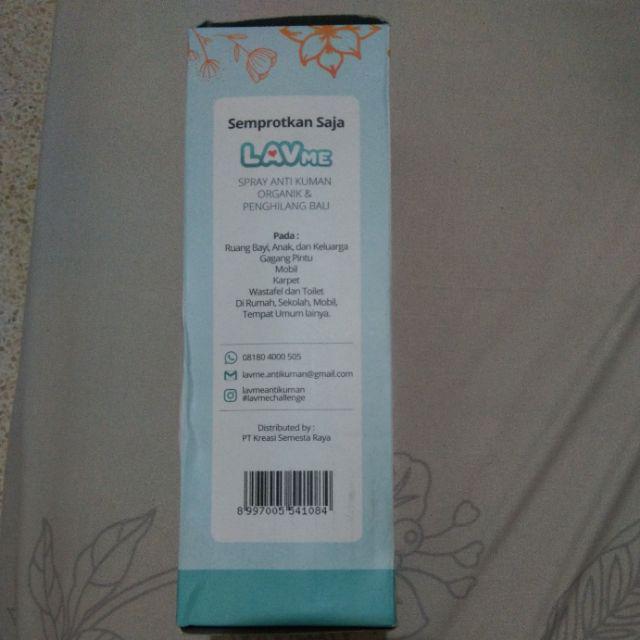 Semprotkan Saja
LAVME
SPRAY ANTI KUMAN
ORGANIK &
PENGHILANG BAU
Pada :
Ruang Bayi, Anak, dan Keluarga
Gagang Pintu
Mobil
Karpet
Wastafel dan Toilet
Di Rumah, Sekolah, Mobil,
Tempat Umum lainya.
08180 4000 505
lavme.antikuman@gmail.com
lavmeantikuman
#lavmechallenge
Distributed by :
PT Kreasi Semesta Raya
8 997005 541084